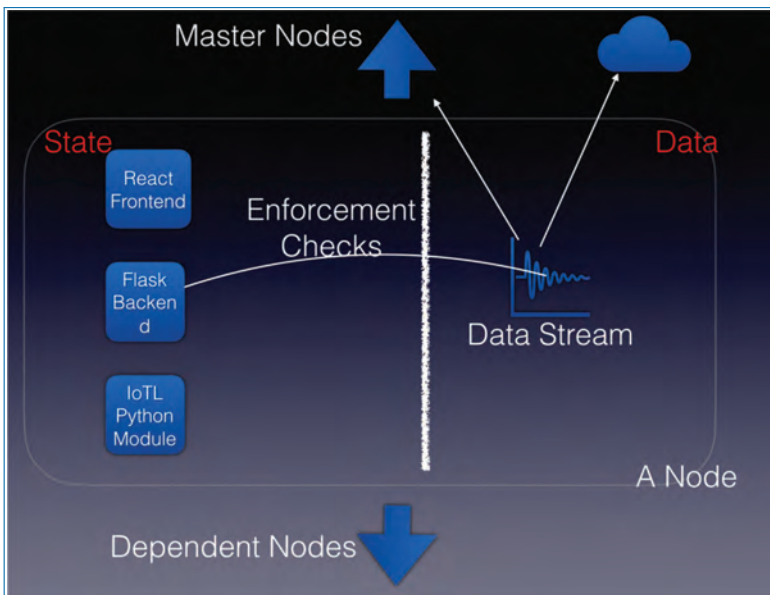 Master Nodes
State
Data
React
Frontend
Enforcement
Checks
Flask
Backen
d
Data Stream
IoTL
Python
Module
A Node
Dependent Nodes